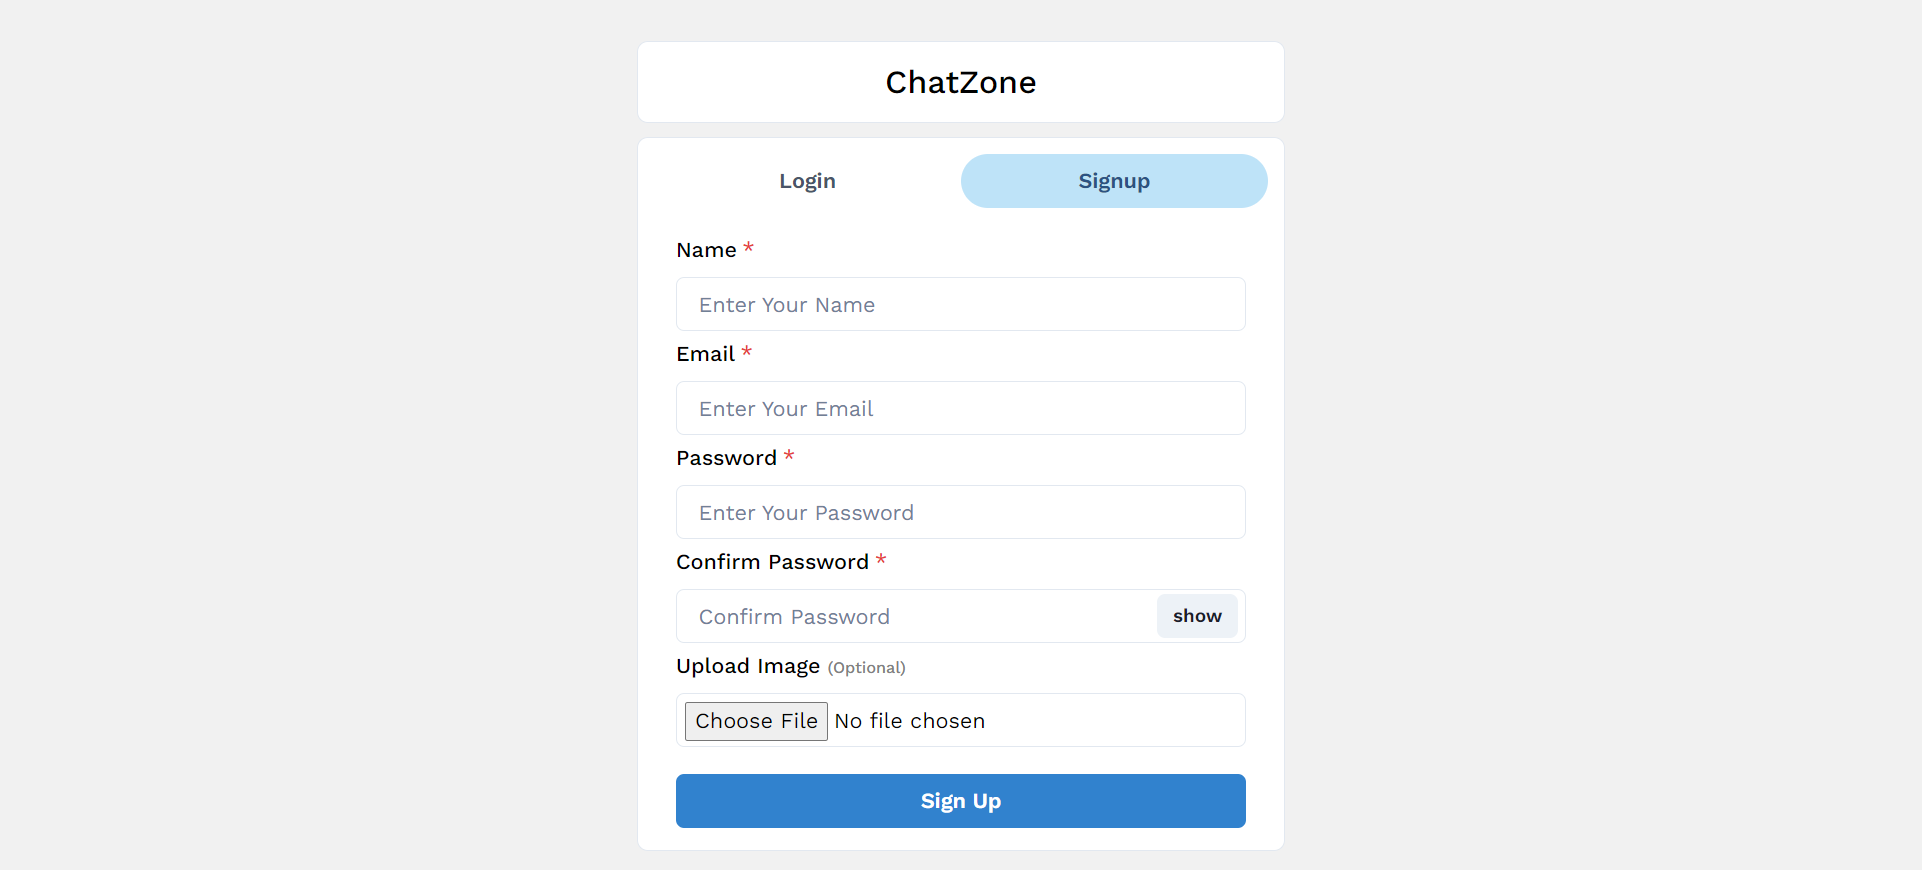 ChatZone
Login Signup
Name *
Enter Your Name
Email *
Enter Your Email
Password *
Enter Your Password
Confirm Password *
Confirm Password show
Upload Image (Optional)
Choose File No file chosen
Sign Up